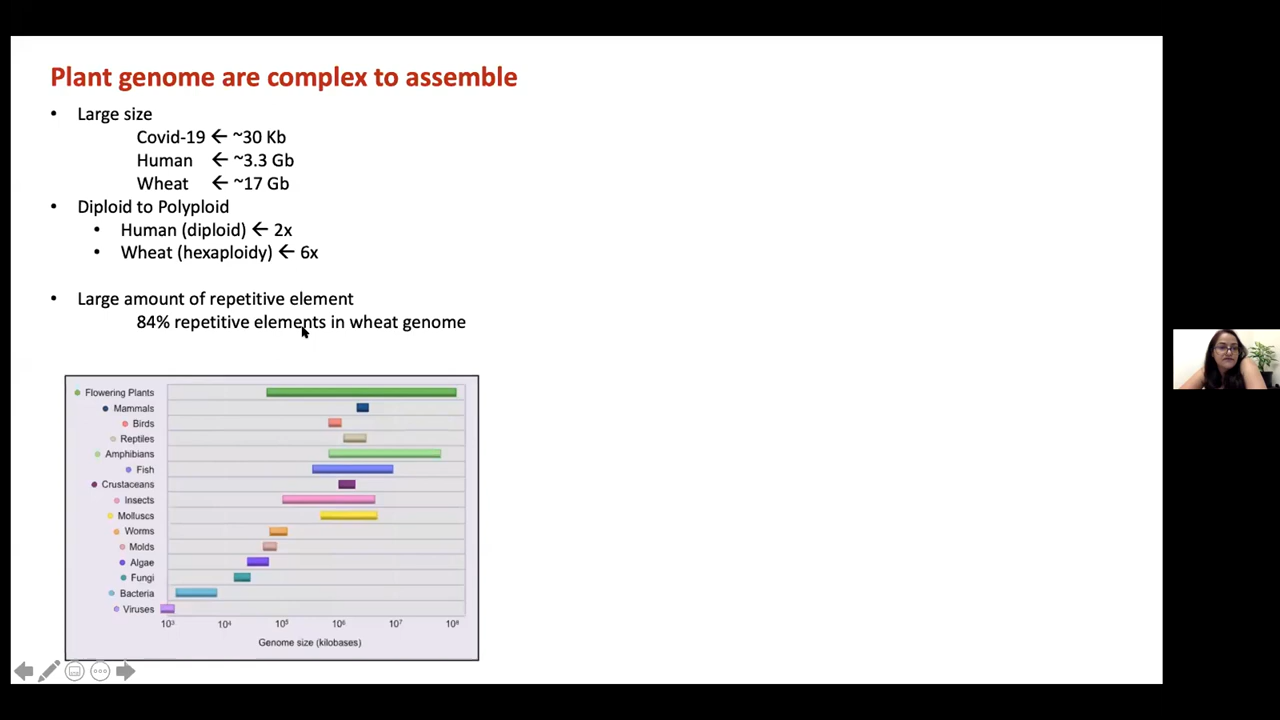 Plant genome are complex to assemble
• Large size
Covid-19 ← ~30 Kb
Human ← ~3.3 Gb
Wheat ← ~17 Gb
• Diploid to Polyploid
• Human (diploid) ← 2x
• Wheat (hexaploidy) ← 6x
• Large amount of repetitive element
84% repetitive elements in wheat genome
Flowering Plants
Mammals
Birds
Reptiles
Amphibians
Fish
Crustaceans
Insects
Molluscs
Worms
Molds
Algae
Fungi
Bacteria
Viruses
10³ 10⁴ 10⁵ 10⁶ 10⁷ 10⁸
Genome size (kilobases)